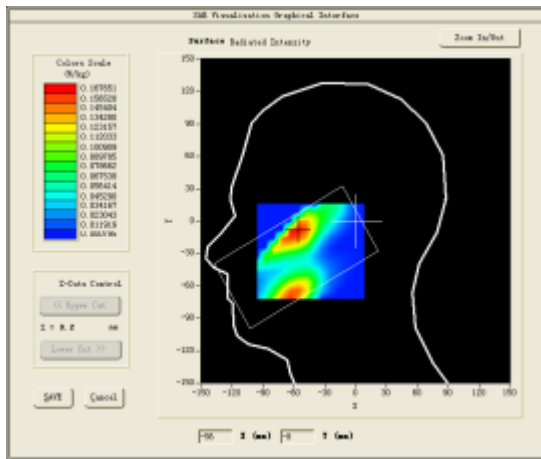 SAR Visualisation Graphical Interface
Surface Radiated Intensity
Zoom In/Out
Colors Scale
(W/kg)
0.167651
0.156528
0.145404
0.134280
0.123157
0.112033
0.100909
0.089785
0.078662
0.067538
0.056414
0.045290
0.034167
0.023043
0.011919
150
120
90
60
30
0
-30
-60
-90
-120
-150
Y
-150 -120 -90 -60 -30 0 30 60 90 120 150
X
Z-Data Control
<< Upper Cut
Z = mm
Lower Cut >>
SAVE Cancel
-56 X (mm) Y (mm)